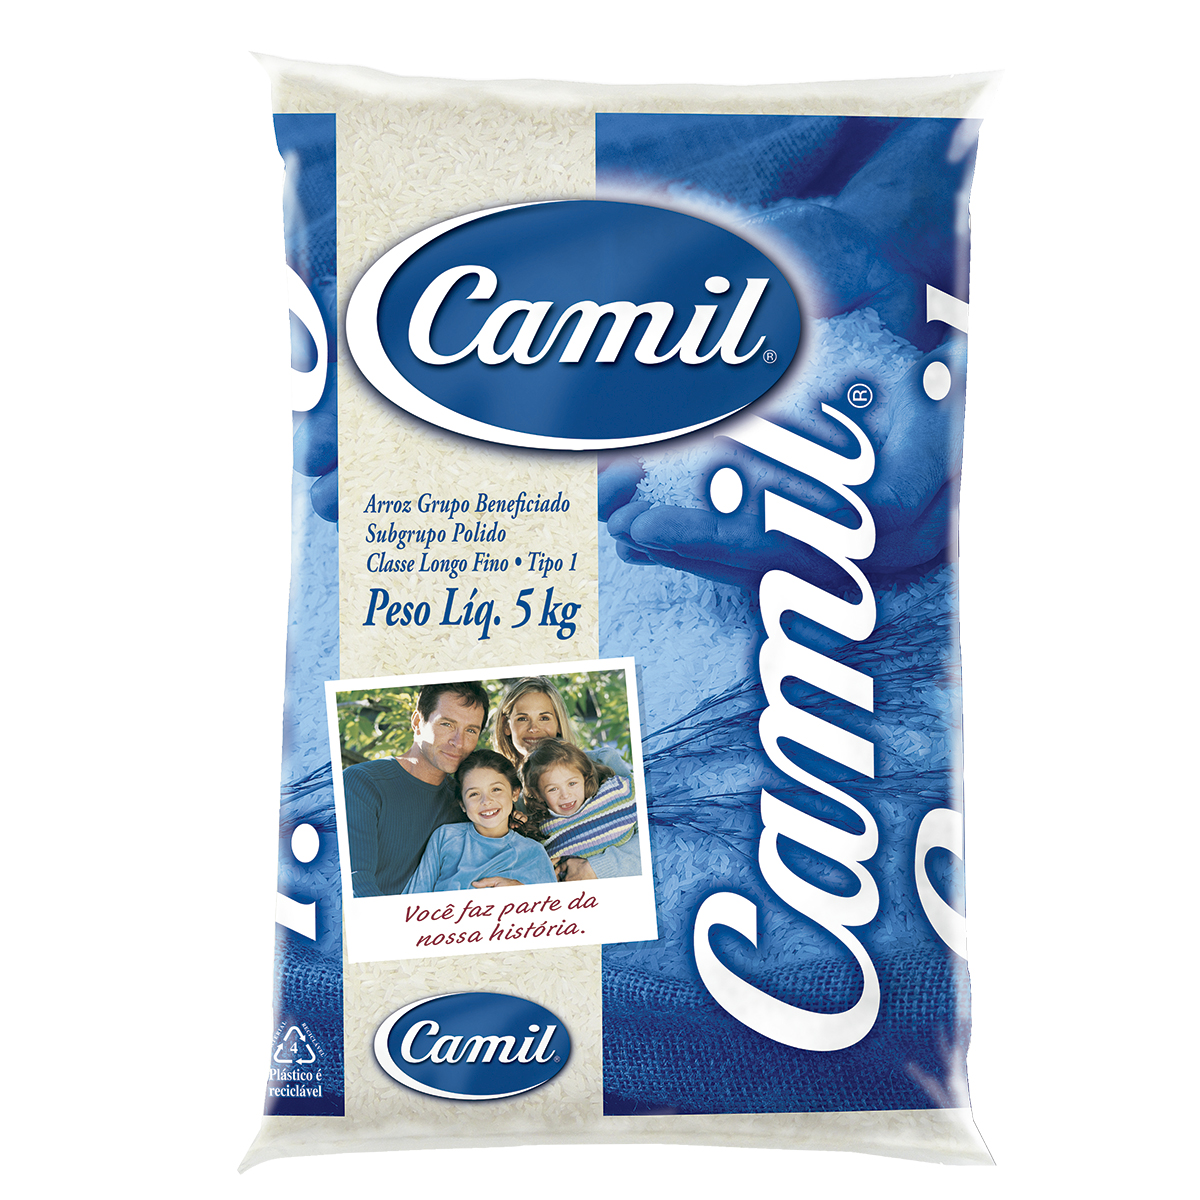 Camil®
Arroz Grupo Beneficiado
Subgrupo Polido
Classe Longo Fino • Tipo 1
Peso Líq. 5 kg
Camil®
Você faz parte da
nossa história.
Camil®
4
Plástico é
reciclável